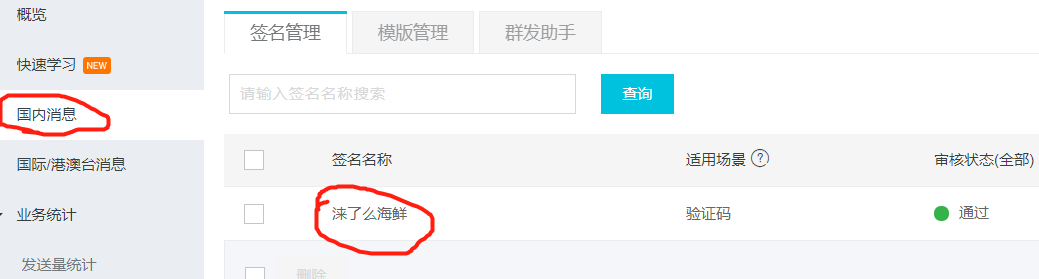 概览
快速学习 NEW
国内消息
国际/港澳台消息
业务统计
发送量统计
签名管理 模版管理 群发助手
请输入签名名称搜索 查询
签名名称 适用场景 ? 审核状态(全部)
涞了么海鲜 验证码 通过
删除